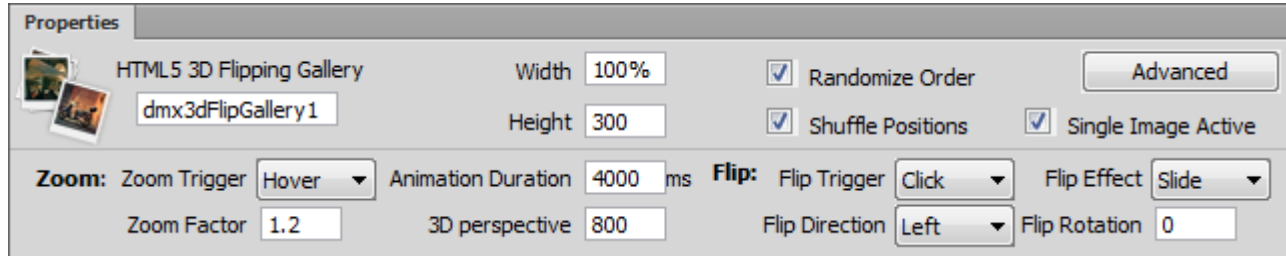 Properties
HTML5 3D Flipping Gallery Width 100% Randomize Order Advanced
dmx3dFlipGallery1 Height 300 Shuffle Positions Single Image Active
Zoom: Zoom Trigger Hover Animation Duration 4000 ms Flip: Flip Trigger Click Flip Effect Slide
Zoom Factor 1.2 3D perspective 800 Flip Direction Left Flip Rotation 0